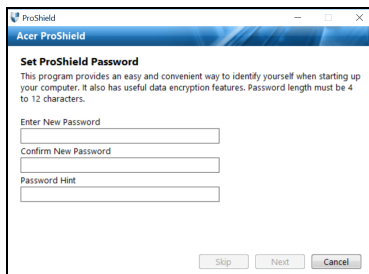 ProShield
Acer ProShield
Set ProShield Password
This program provides an easy and convenient way to identify yourself when starting up
your computer. It also has useful data encryption features. Password length must be 4
to 12 characters.
Enter New Password
Confirm New Password
Password Hint
Skip Next Cancel